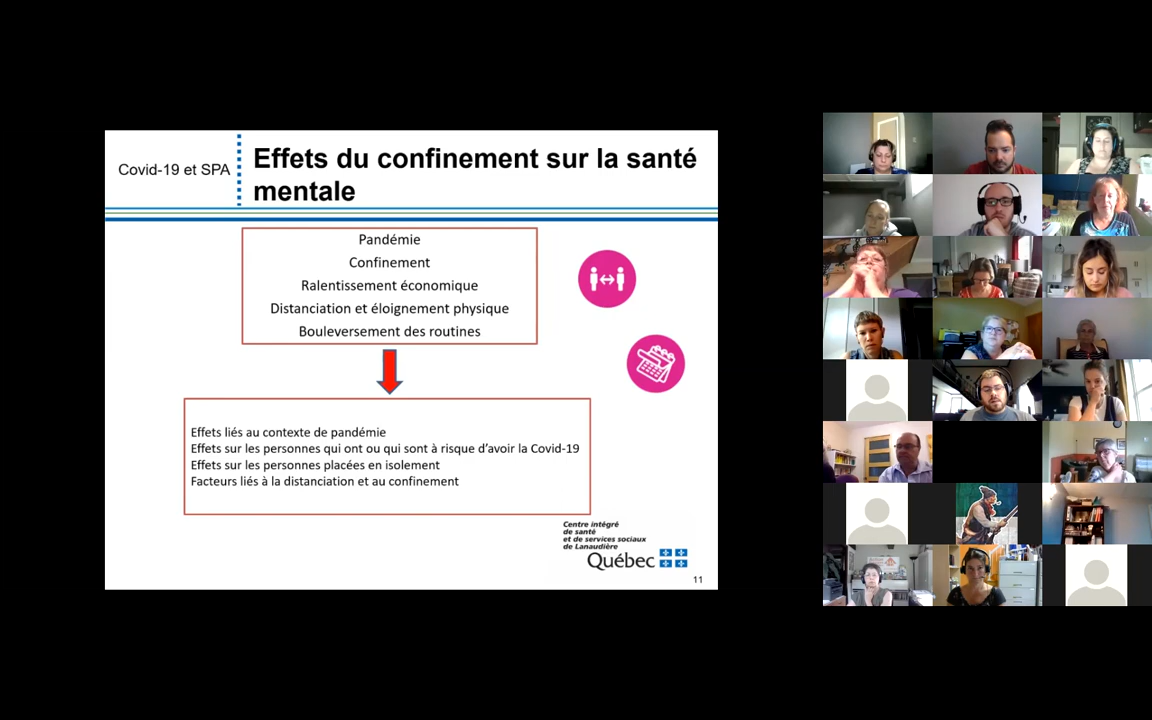 Covid-19 et SPA
Effets du confinement sur la santé
mentale
Pandémie
Confinement
Ralentissement économique
Distanciation et éloignement physique
Bouleversement des routines
Effets liés au contexte de pandémie
Effets sur les personnes qui ont ou qui sont à risque d'avoir la Covid-19
Effets sur les personnes placées en isolement
Facteurs liés à la distanciation et au confinement
Centre intégré
de santé
et de services sociaux
de Lanaudière
Québec
11